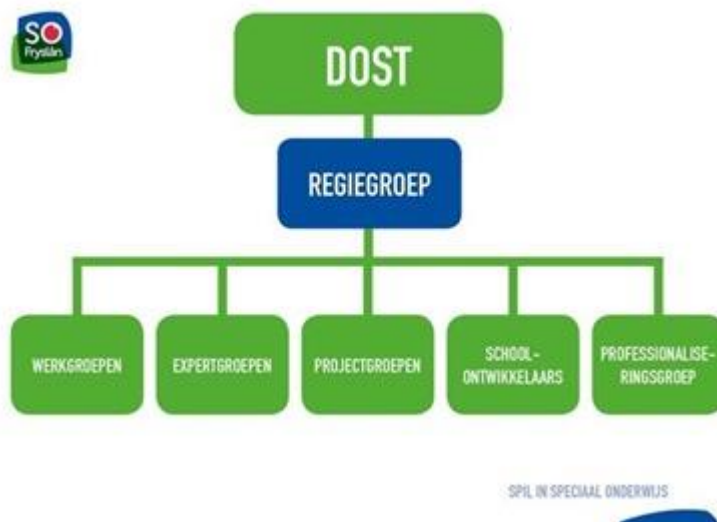 SO
Fryslân
DOST
REGIEGROEP
WERKGROEPEN
EXPERTGROEPEN
PROJECTGROEPEN
SCHOOL-
ONTWIKKELAARS
PROFESSIONALISE-
RINGSGROEP
SPIL IN SPECIAAL ONDERWIJS